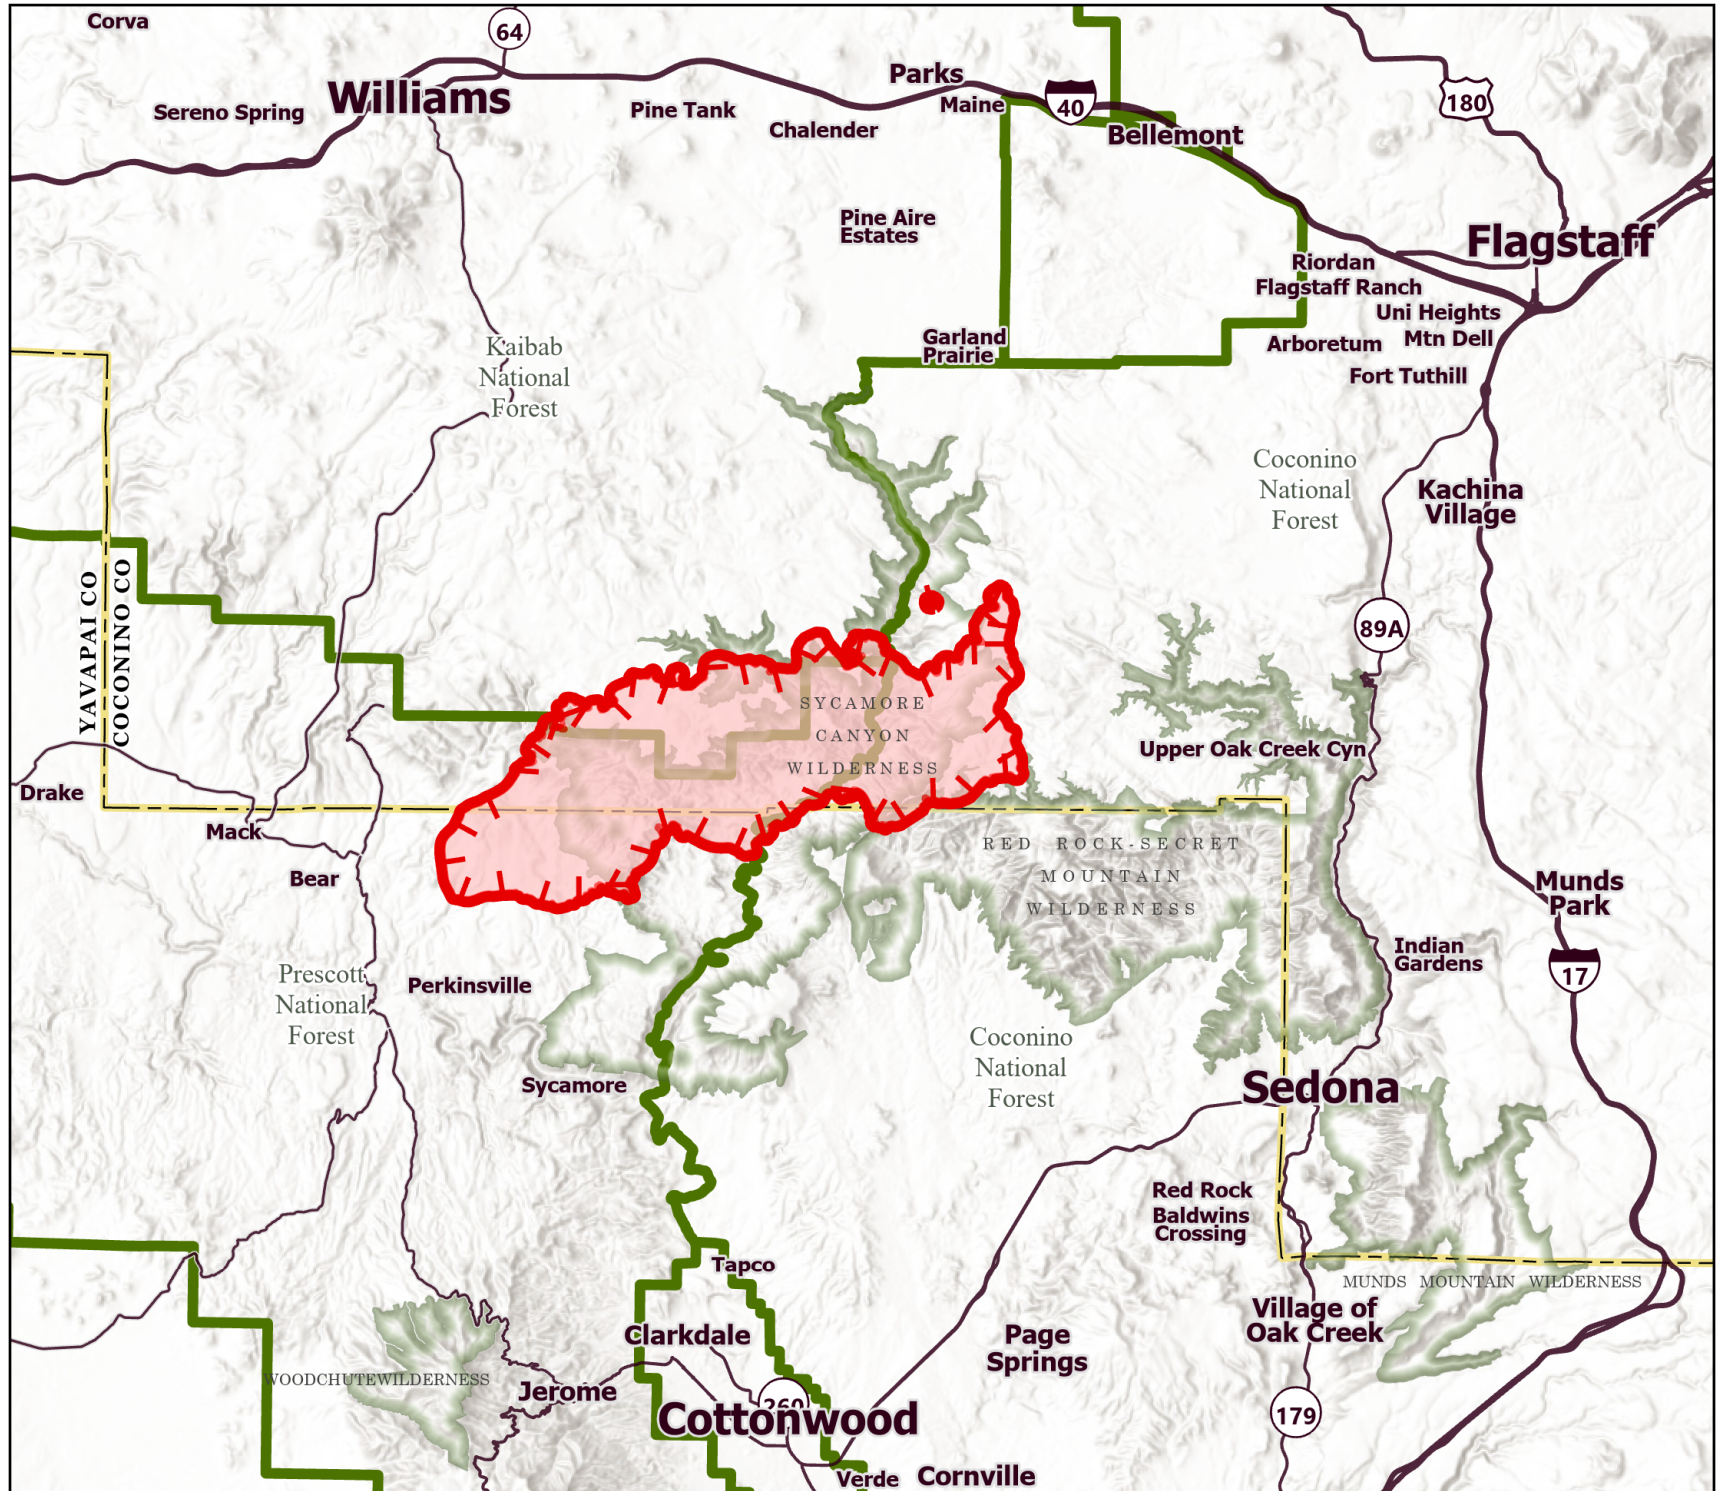 Corva
64
Williams
Sereno Spring
Pine Tank
Chalender
Parks
Maine
40
Bellemont
180
Pine Aire
Estates
Flagstaff
Riordan
Flagstaff Ranch
Uni Heights
Mtn Dell
Arboretum
Fort Tuthill
Garland
Prairie
Kaibab
National
Forest
Coconino
National
Forest
Kachina
Village
YAVAPAI CO
COCONINO CO
89A
SYCAMORE
CANYON
WILDERNESS
Upper Oak Creek Cyn
Drake
Mack
Bear
RED ROCK-SECRET
MOUNTAIN
WILDERNESS
Munds
Park
Indian
Gardens
17
Prescott
National
Forest
Perkinsville
Coconino
National
Forest
Sycamore
Sedona
Red Rock
Baldwins
Crossing
Tapco
MUNDS MOUNTAIN WILDERNESS
Village of
Oak Creek
Clarkdale
Page
Springs
WOODCHUTEWILDERNESS
Jerome
260
Cottonwood
179
Verde
Cornville